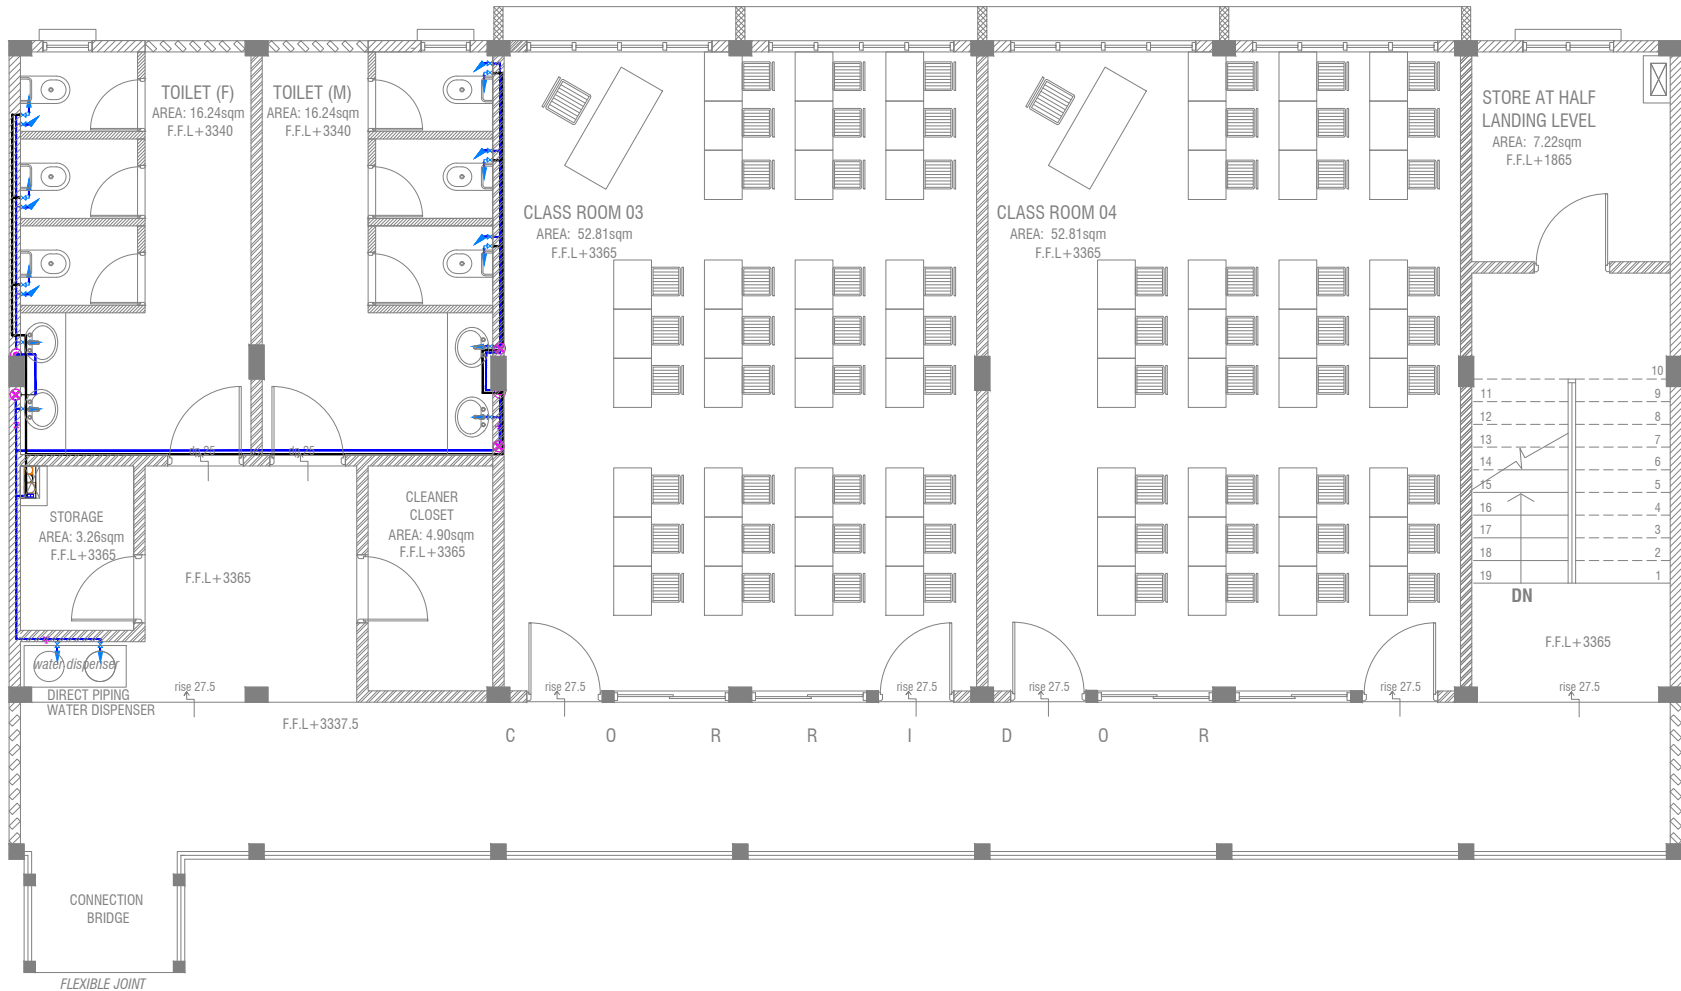 TOILET (F)
AREA: 16.24sqm
F.F.L+3340
TOILET (M)
AREA: 16.24sqm
F.F.L+3340
CLASS ROOM 03
AREA: 52.81sqm
F.F.L+3365
CLASS ROOM 04
AREA: 52.81sqm
F.F.L+3365
STORE AT HALF
LANDING LEVEL
AREA: 7.22sqm
F.F.L+1865
10
11
9
12
8
13
7
14
6
15
5
16
4
17
3
18
2
19
1
DN
F.F.L+3365
STORAGE
AREA: 3.26sqm
F.F.L+3365
CLEANER
CLOSET
AREA: 4.90sqm
F.F.L+3365
F.F.L+3365
water dispenser
DIRECT PIPING
WATER DISPENSER
rise 27.5
rise 27.5
rise 27.5
rise 27.5
rise 27.5
rise 27.5
F.F.L+3337.5
C O R R I D O R
CONNECTION
BRIDGE
FLEXIBLE JOINT